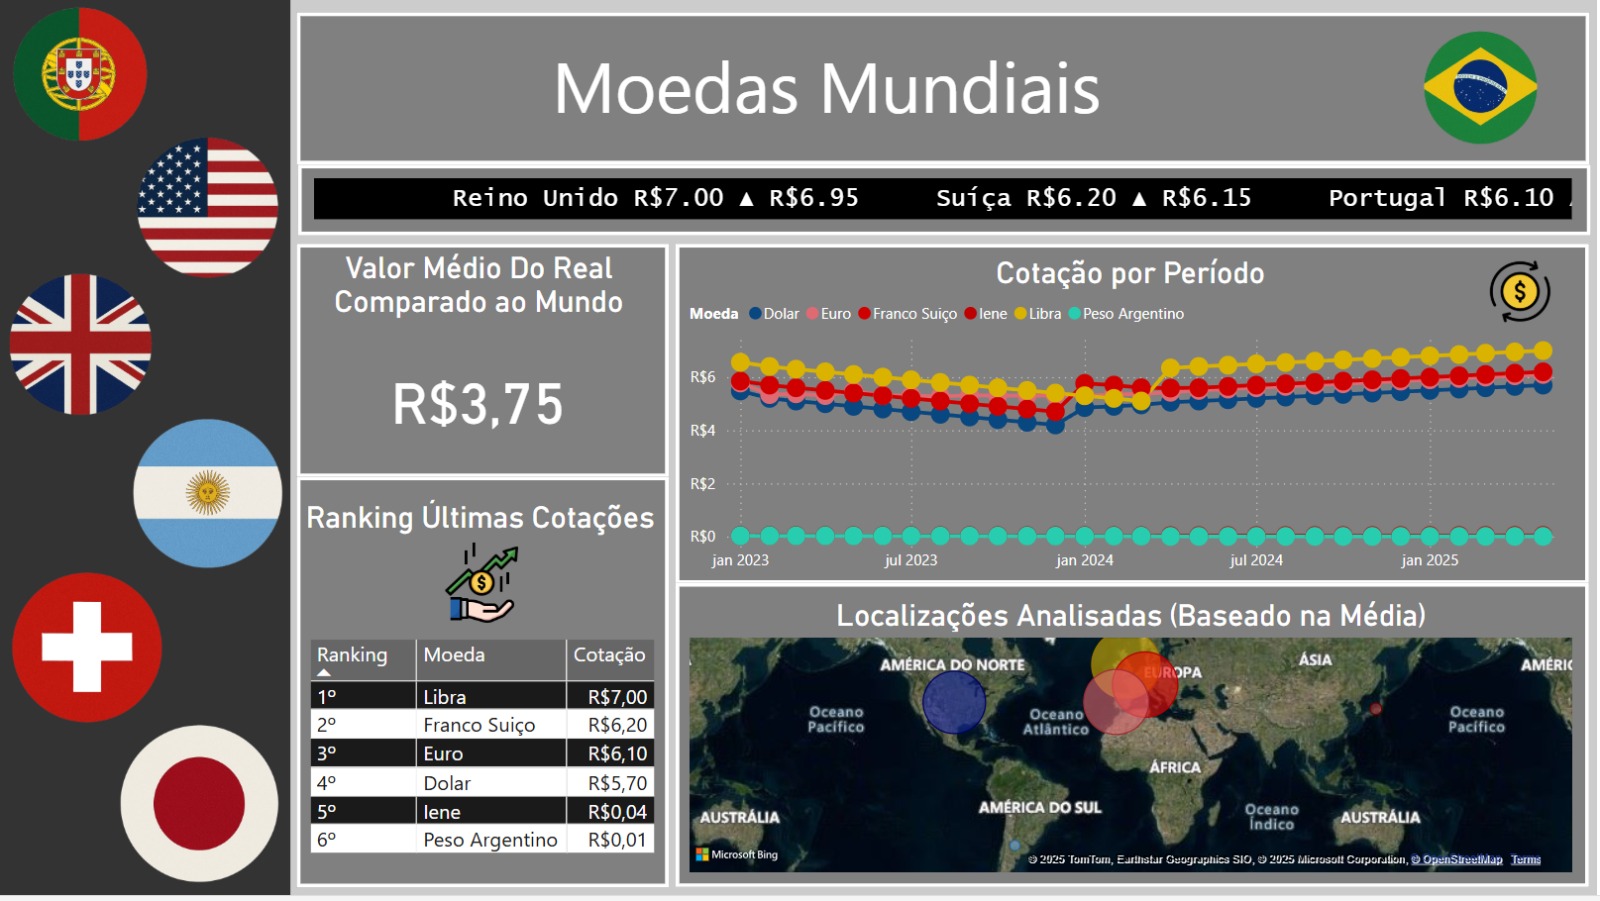 Moedas Mundiais
Reino Unido R$7.00 ▲ R$6.95 Suíça R$6.20 ▲ R$6.15 Portugal R$6.10
Valor Médio Do Real
Comparado ao Mundo
R$3,75
Ranking Últimas Cotações
Ranking Moeda Cotação
1º Libra R$7,00
2º Franco Suiço R$6,20
3º Euro R$6,10
4º Dolar R$5,70
5º Iene R$0,04
6º Peso Argentino R$0,01
Cotação por Período
Moeda Dolar Euro Franco Suiço Iene Libra Peso Argentino
R$6
R$4
R$2
R$0
jan 2023 jul 2023 jan 2024 jul 2024 jan 2025
Localizações Analisadas (Baseado na Média)
AMÉRICA DO NORTE EUROPA ÁSIA AMÉRIC
Oceano
Pacífico
Oceano
Atlântico
Oceano
Pacífico
ÁFRICA
AMÉRICA DO SUL
Oceano
Índico
AUSTRÁLIA AUSTRÁLIA
Microsoft Bing
© 2025 TomTom, Earthstar Geographics SIO, © 2025 Microsoft Corporation, © OpenStreetMap Terms